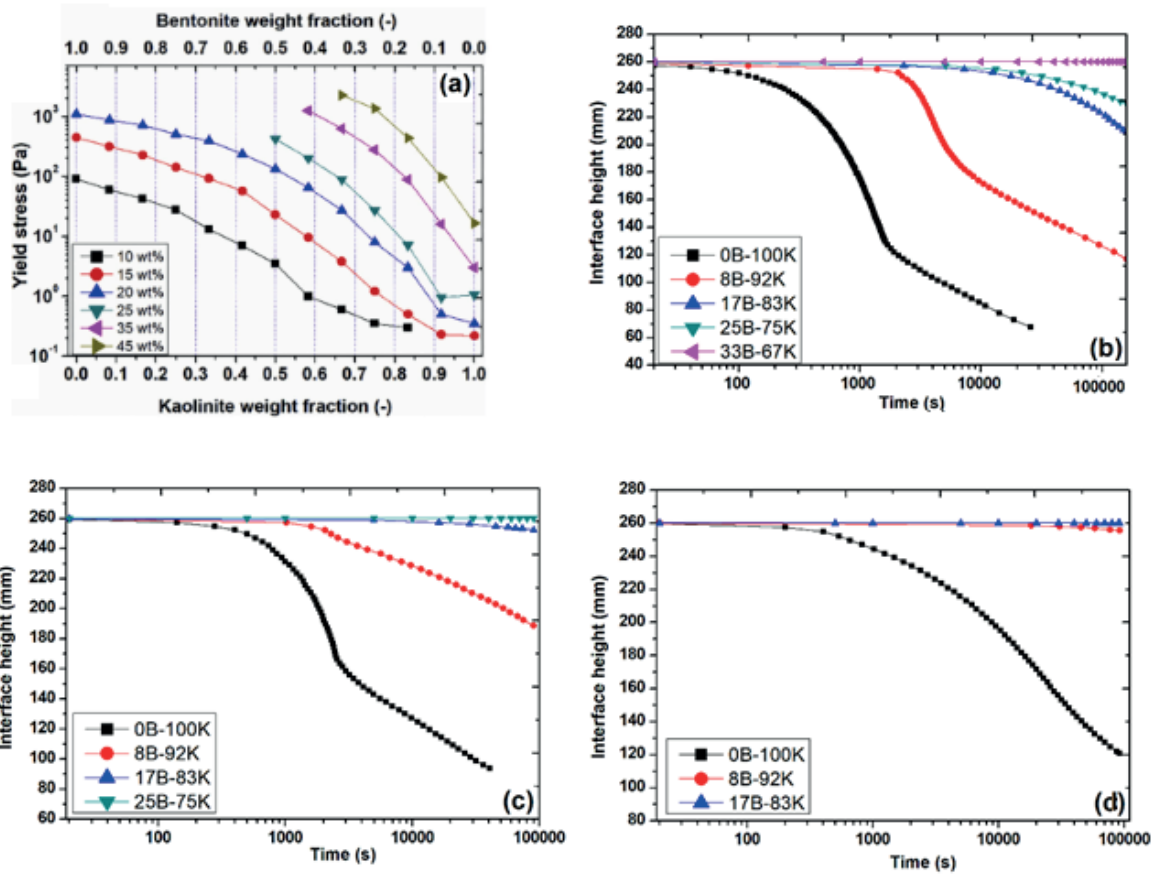 Bentonite weight fraction (-)
1.0 0.9 0.8 0.7 0.6 0.5 0.4 0.3 0.2 0.1 0.0
(a)
Yield stress (Pa)
10³
10²
10¹
10⁰
10⁻¹
10 wt%
15 wt%
20 wt%
25 wt%
35 wt%
45 wt%
0.0 0.1 0.2 0.3 0.4 0.5 0.6 0.7 0.8 0.9 1.0
Kaolinite weight fraction (-)
Interface height (mm)
280
260
240
220
200
180
160
140
120
100
80
60
40
0B-100K
8B-92K
17B-83K
25B-75K
33B-67K
(b)
100 1000 10000 100000
Time (s)
Interface height (mm)
280
260
240
220
200
180
160
140
120
100
80
60
0B-100K
8B-92K
17B-83K
25B-75K
(c)
100 1000 10000 100000
Time (s)
Interface height (mm)
280
260
240
220
200
180
160
140
120
100
80
0B-100K
8B-92K
17B-83K
(d)
100 1000 10000 100000
Time (s)